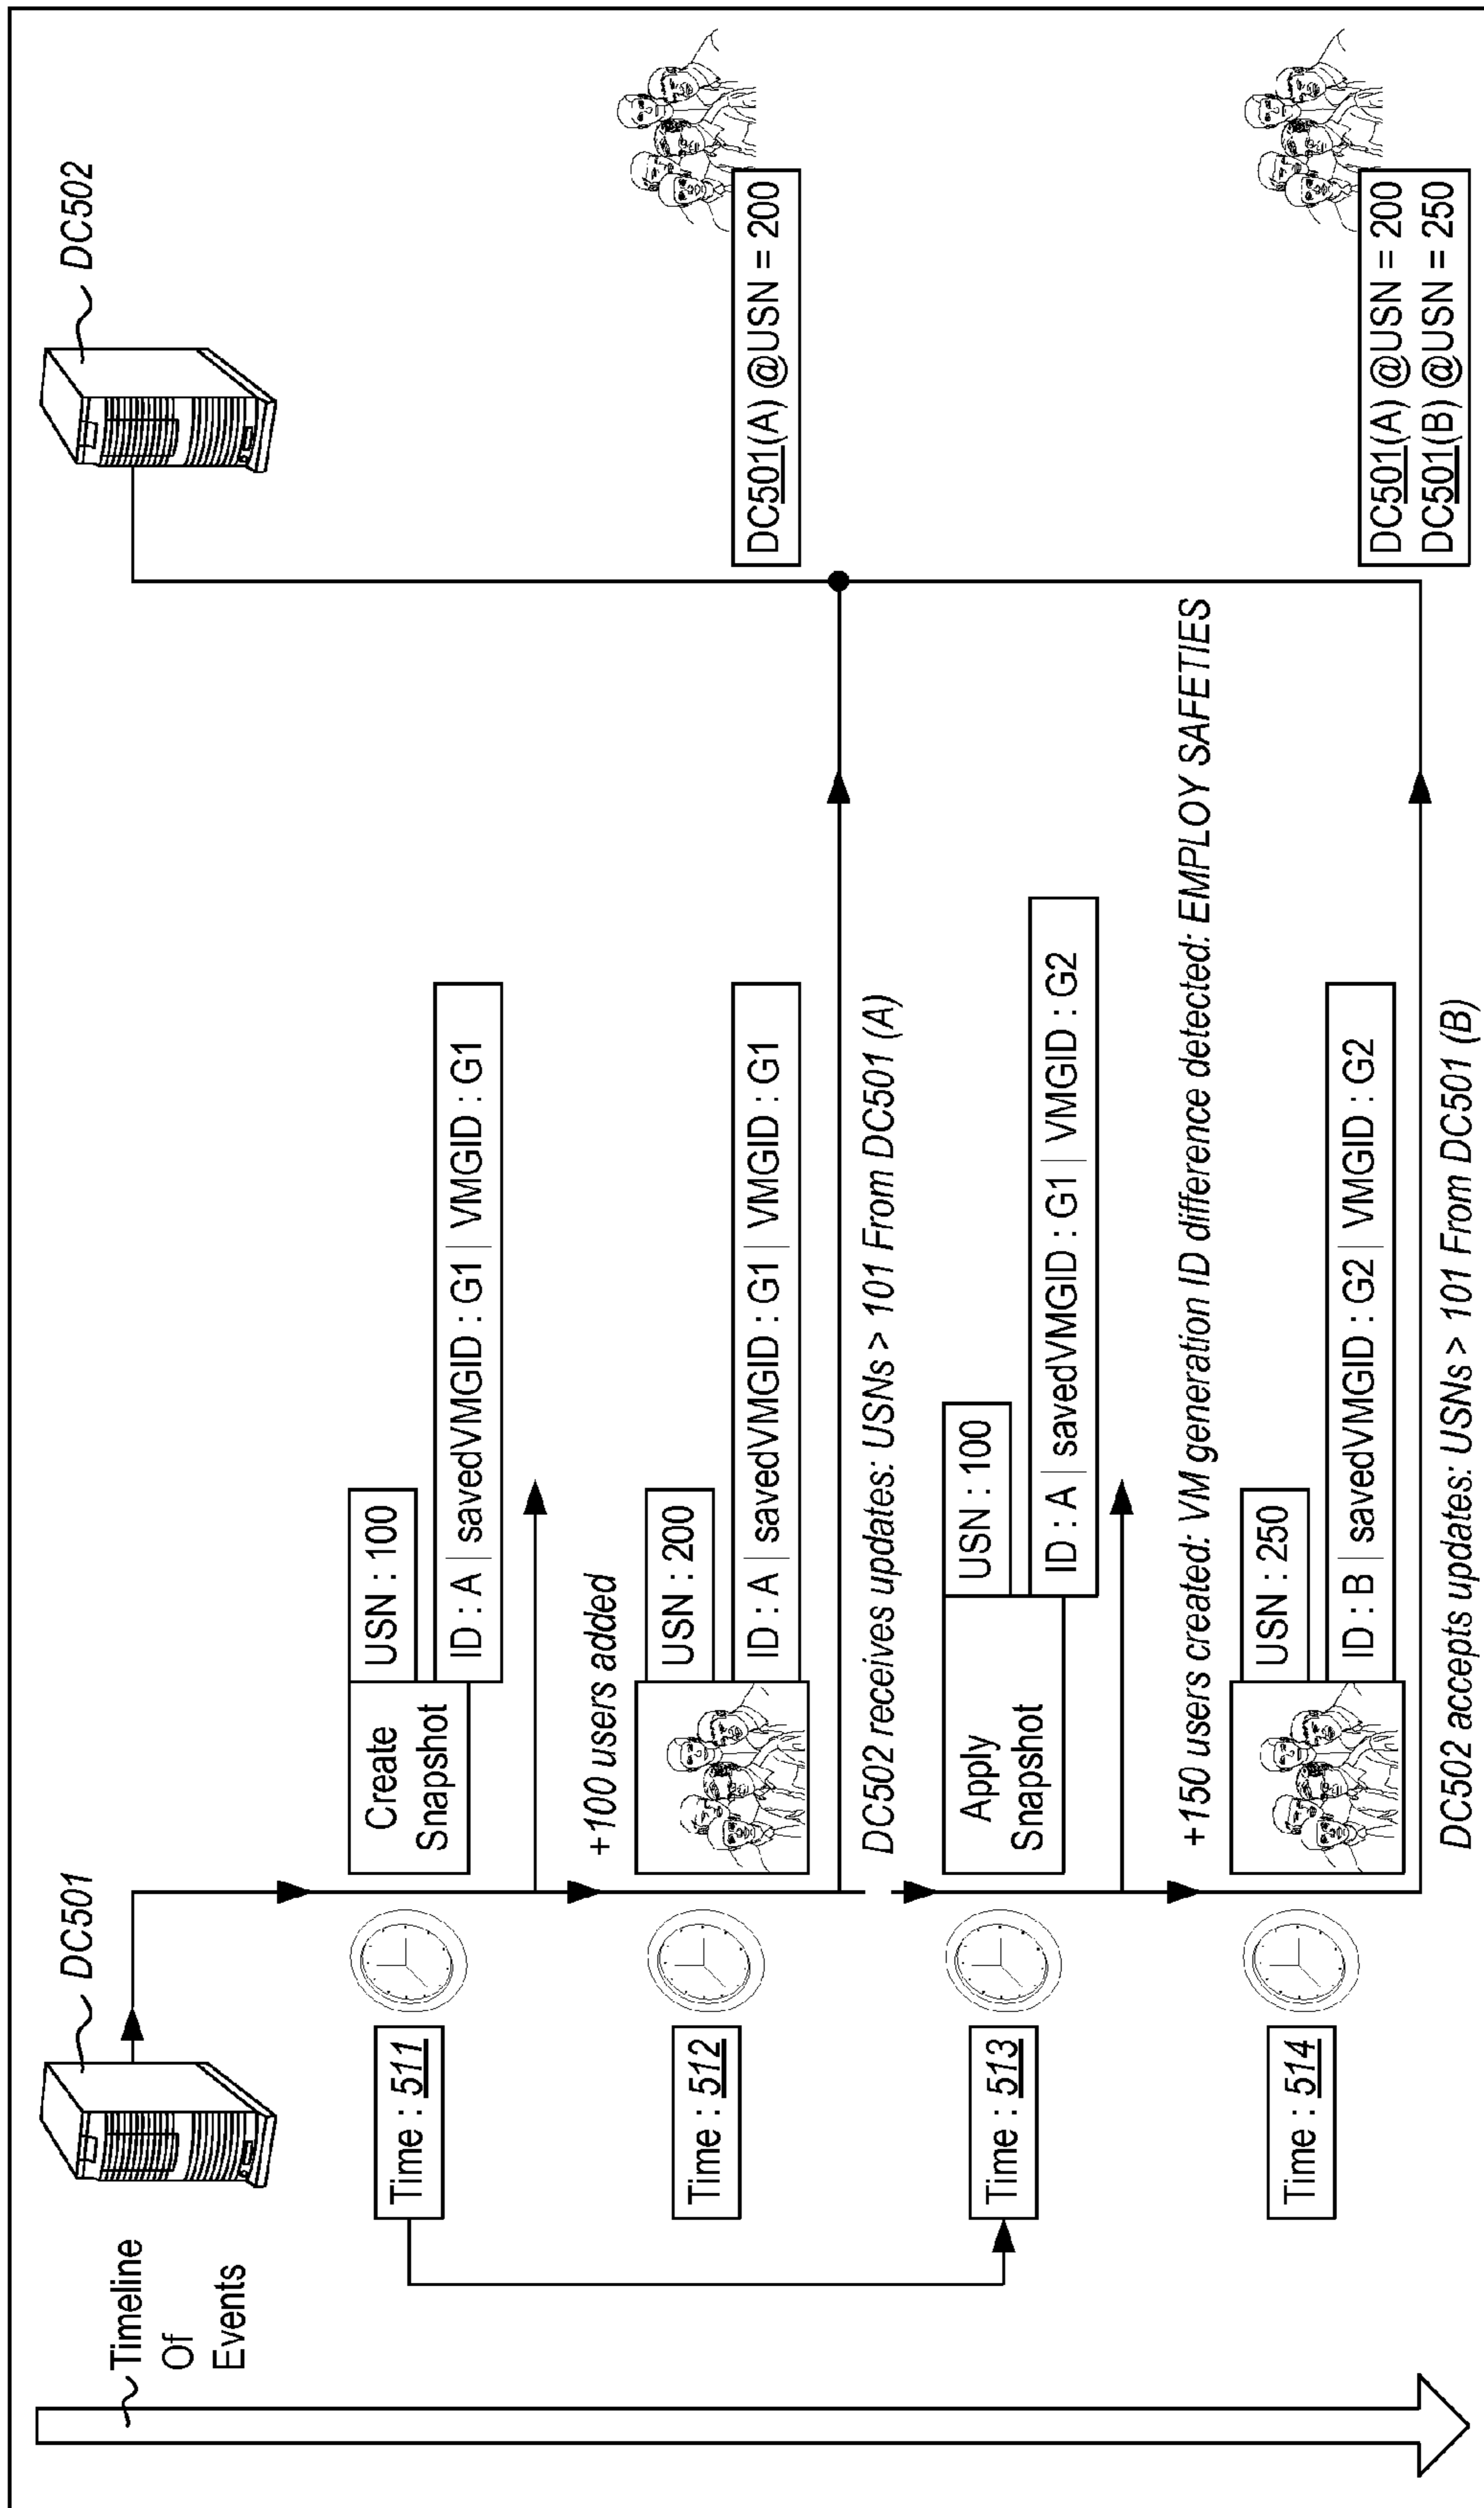 Timeline
Of
Events
DC501
DC502
Time : 511
Create
Snapshot
USN : 100
ID : A | savedVMGID : G1 | VMGID : G1
+100 users added
Time : 512
USN : 200
ID : A | savedVMGID : G1 | VMGID : G1
DC501(A) @USN = 200
DC502 receives updates: USNs > 101 From DC501 (A)
Time : 513
Apply
Snapshot
USN : 100
ID : A | savedVMGID : G1 | VMGID : G2
+150 users created: VM generation ID difference detected: EMPLOY SAFETIES
Time : 514
USN : 250
ID : B | savedVMGID : G2 | VMGID : G2
DC501(A) @USN = 200
DC501(B) @USN = 250
DC502 accepts updates: USNs > 101 From DC501 (B)